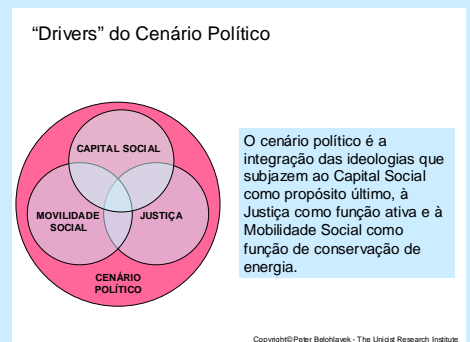 “Drivers” do Cenário Político
CAPITAL SOCIAL
MOVILIDADE
SOCIAL
JUSTIÇA
CENÁRIO
POLÍTICO
O cenário político é a
integração das ideologias que
subjazem ao Capital Social
como propósito último, à
Justiça como função ativa e à
Mobilidade Social como
função de conservação de
energia.
Copyright© Peter Belohlavek - The Unicist Research Institute